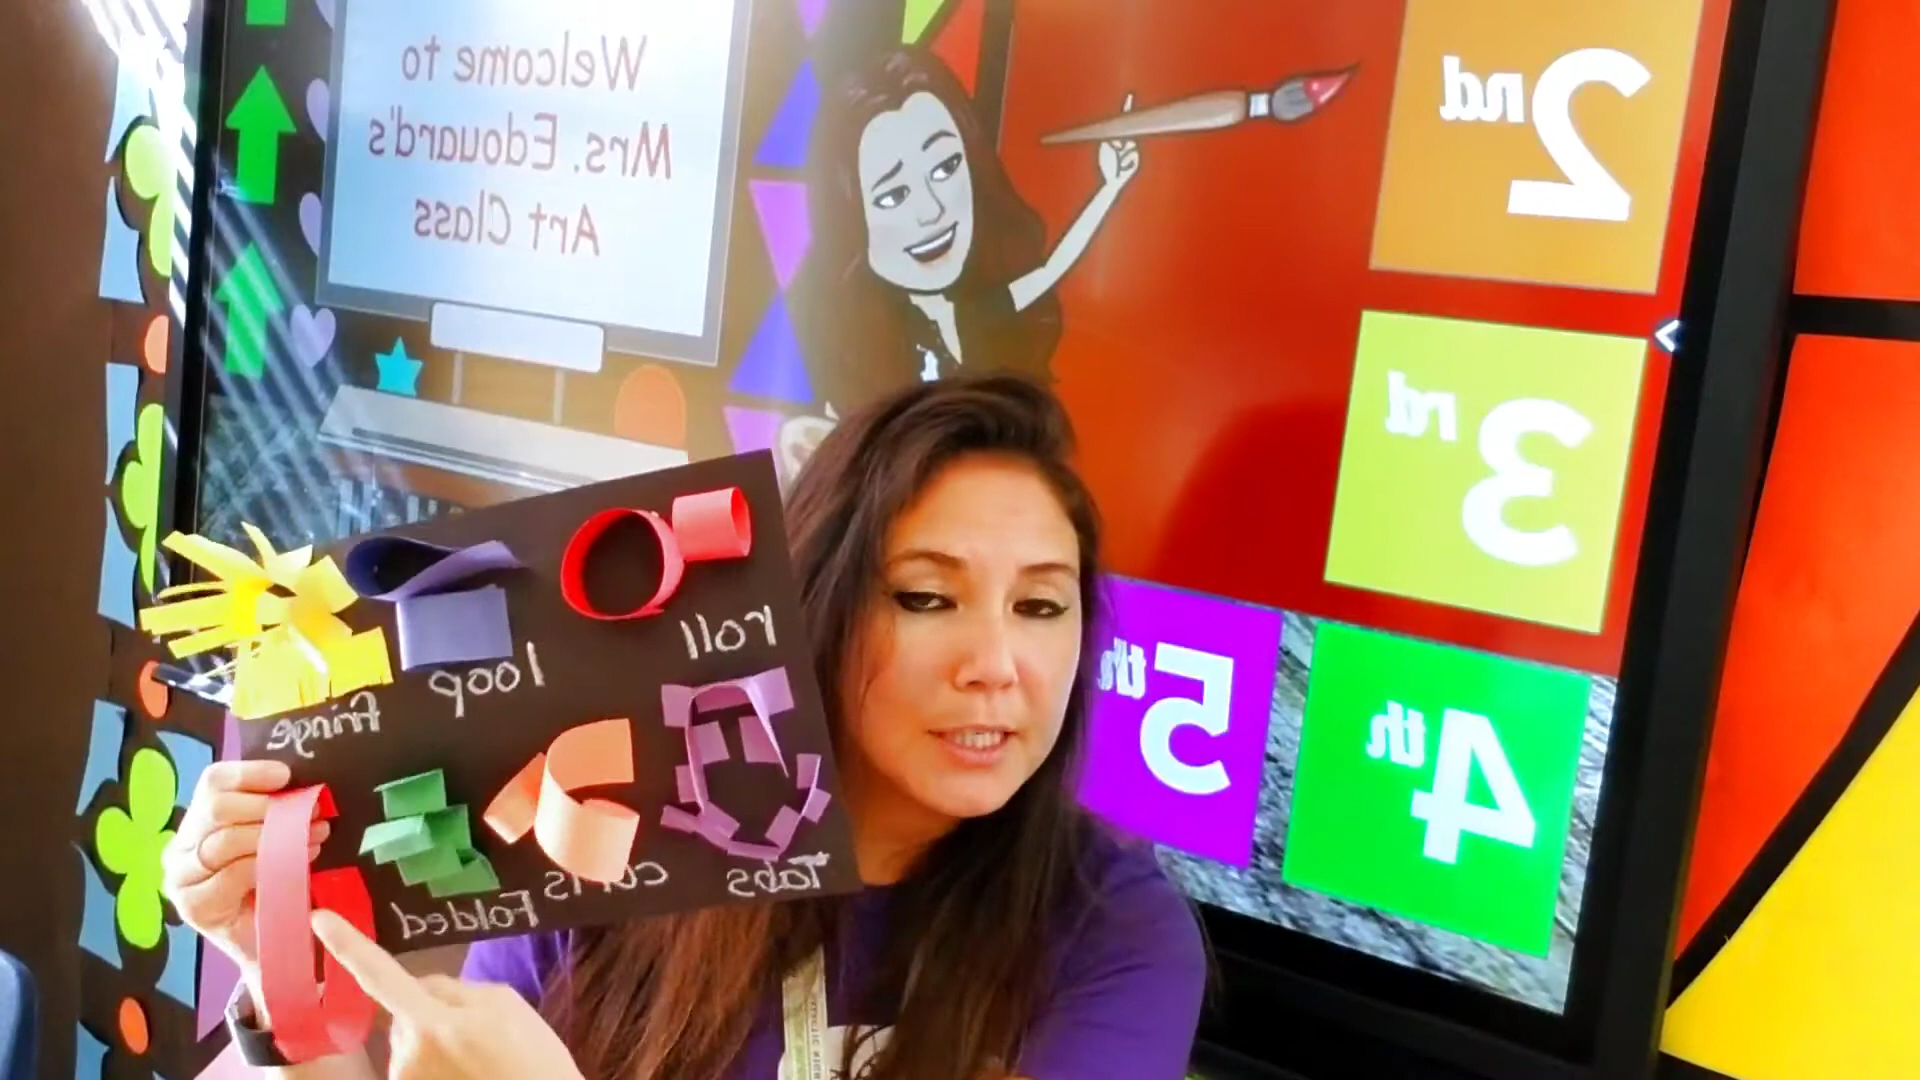 Welcome to
Mrs. Edouard's
Art Class
2nd
3rd
4th
5th
roll
loop
fringe
Tabs
curls
Folded